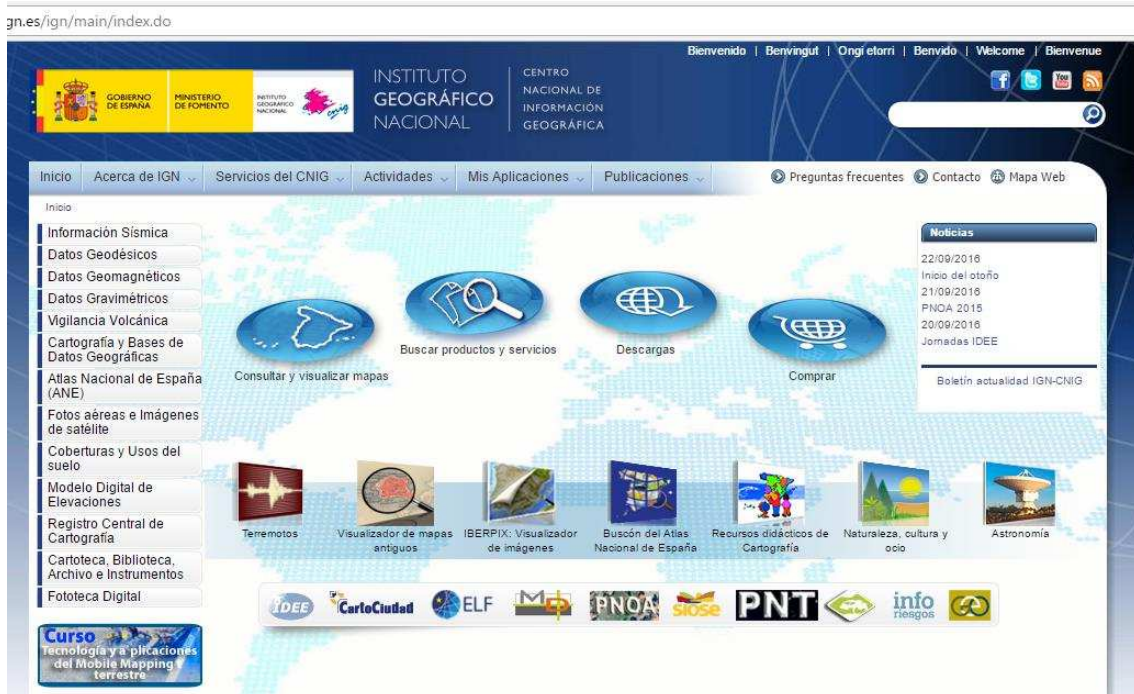 gn.es/ign/main/index.do
Bienvenido | Benvingut | Ongi etorri | Benvido | Welcome | Bienvenue
GOBIERNO
DE ESPAÑA
MINISTERIO
DE FOMENTO
INSTITUTO
GEOGRÁFICO
NACIONAL
cnig
INSTITUTO
GEOGRÁFICO
NACIONAL
CENTRO
NACIONAL DE
INFORMACIÓN
GEOGRÁFICA
You
Inicio Acerca de IGN Servicios del CNIG Actividades Mis Aplicaciones Publicaciones Preguntas frecuentes Contacto Mapa Web
Inicio
Información Sísmica
Datos Geodésicos
Datos Geomagnéticos
Datos Gravimétricos
Vigilancia Volcánica
Cartografía y Bases de
Datos Geográficas
Atlas Nacional de España
(ANE)
Fotos aéreas e Imágenes
de satélite
Coberturas y Usos del
suelo
Modelo Digital de
Elevaciones
Registro Central de
Cartografía
Cartoteca, Biblioteca,
Archivo e Instrumentos
Fototeca Digital
Curso
Tecnología y aplicaciones
del Mobile Mapping
terrestre
Consultar y visualizar mapas
Buscar productos y servicios
Descargas
Comprar
Noticias
22/09/2016
Inicio del otoño
21/09/2016
PNOA 2015
20/09/2016
Jornadas IDEE
Boletín actualidad IGN-CNIG
Terremotos
Visualizador de mapas
antiguos
IBERPIX: Visualizador
de imágenes
Buscón del Atlas
Nacional de España
Recursos didácticos de
Cartografía
Naturaleza, cultura y
ocio
Astronomía
IDEE CartoCiudad ELF PNOA siose PNT info
riesgos